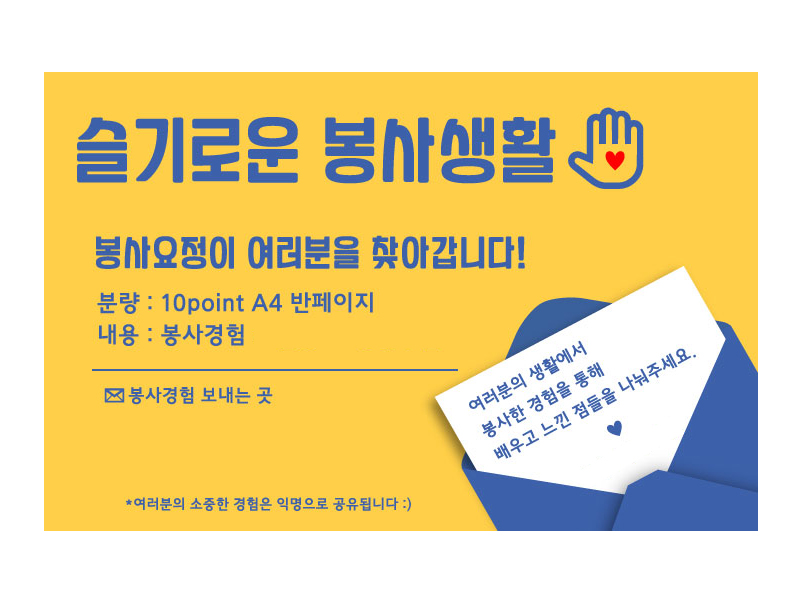 슬기로운 봉사생활
봉사요정이 여러분을 찾아갑니다!
분량 : 10point A4 반페이지
내용 : 봉사경험
봉사경험 보내는 곳
여러분의 생활에서
봉사한 경험을 통해
배우고 느낀 점들을 나눠주세요.
*여러분의 소중한 경험은 익명으로 공유됩니다 :)